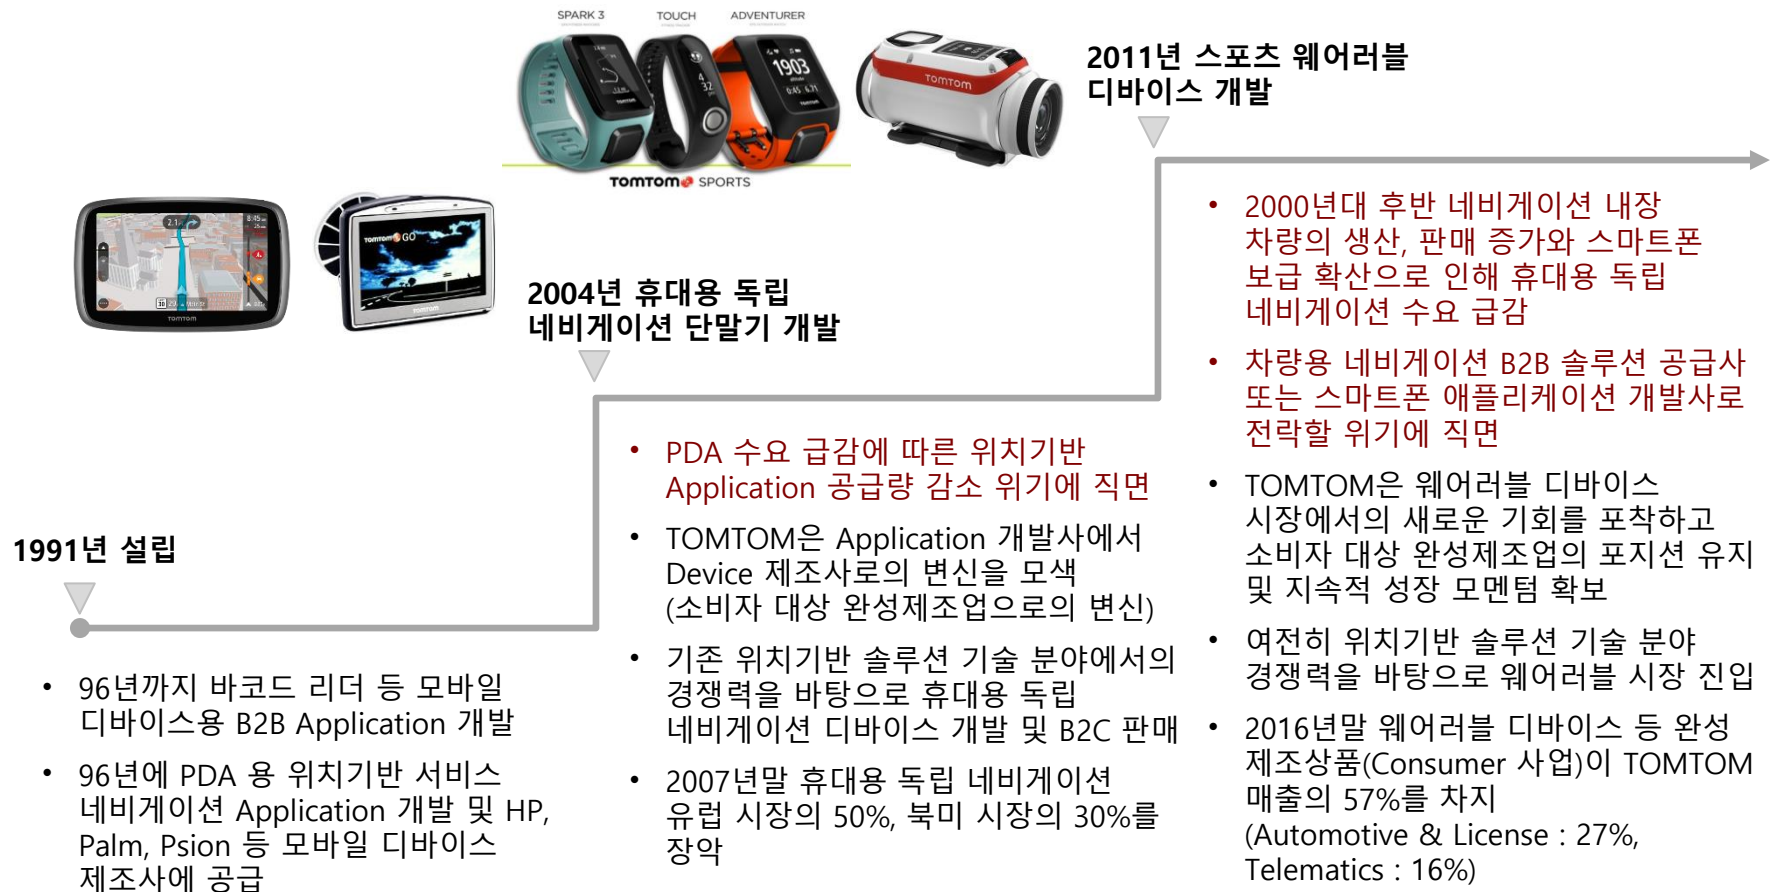 SPARK 3
TOUCH
ADVENTURER
1903
0:45 6.71
TOMTOM
TOMTOM SPORTS
TOMTOM
2011년 스포츠 웨어러블
디바이스 개발
2.1
8:45
3D
TOMTOM
TOMTOM GO
TOMTOM
2004년 휴대용 독립
네비게이션 단말기 개발
1991년 설립
• 96년까지 바코드 리더 등 모바일
디바이스용 B2B Application 개발
• 96년에 PDA 용 위치기반 서비스
네비게이션 Application 개발 및 HP,
Palm, Psion 등 모바일 디바이스
제조사에 공급
• PDA 수요 급감에 따른 위치기반
Application 공급량 감소 위기에 직면
• TOMTOM은 Application 개발사에서
Device 제조사로의 변신을 모색
(소비자 대상 완성제조업으로의 변신)
• 기존 위치기반 솔루션 기술 분야에서의
경쟁력을 바탕으로 휴대용 독립
네비게이션 디바이스 개발 및 B2C 판매
• 2007년말 휴대용 독립 네비게이션
유럽 시장의 50%, 북미 시장의 30%를
장악
• 2000년대 후반 네비게이션 내장
차량의 생산, 판매 증가와 스마트폰
보급 확산으로 인해 휴대용 독립
네비게이션 수요 급감
• 차량용 네비게이션 B2B 솔루션 공급사
또는 스마트폰 애플리케이션 개발사로
전락할 위기에 직면
• TOMTOM은 웨어러블 디바이스
시장에서의 새로운 기회를 포착하고
소비자 대상 완성제조업의 포지션 유지
및 지속적 성장 모멘텀 확보
• 여전히 위치기반 솔루션 기술 분야
경쟁력을 바탕으로 웨어러블 시장 진입
• 2016년말 웨어러블 디바이스 등 완성
제조상품(Consumer 사업)이 TOMTOM
매출의 57%를 차지
(Automotive & License : 27%,
Telematics : 16%)